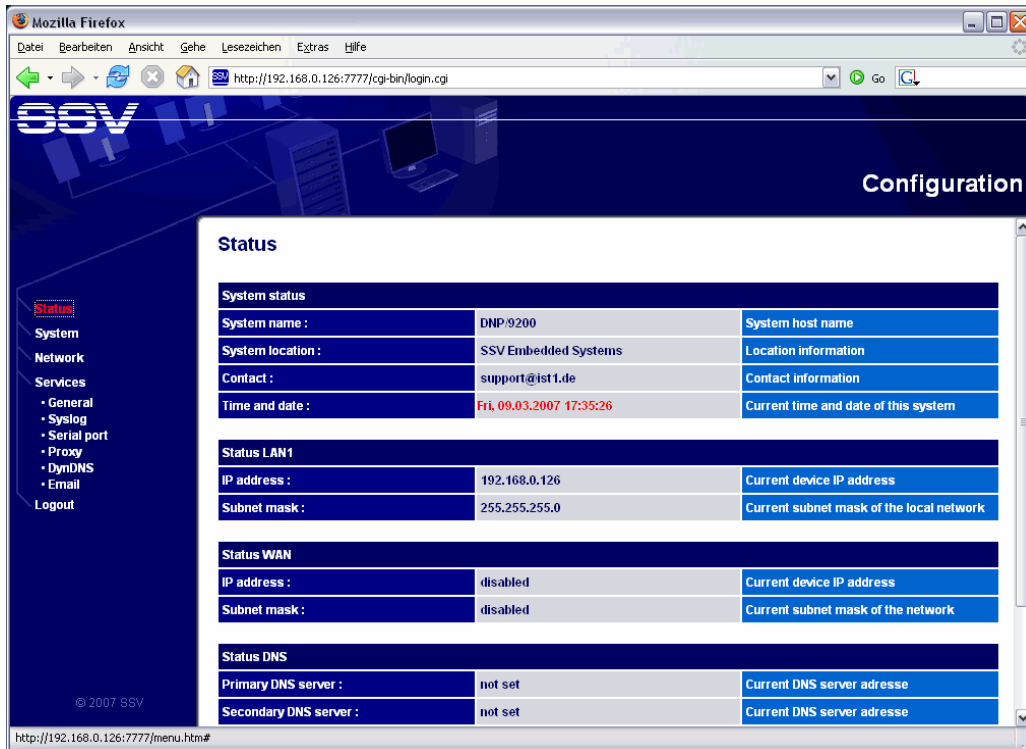 Mozilla Firefox
Datei Bearbeiten Ansicht Gehe Lesezeichen Extras Hilfe
SSV http://192.168.0.126:7777/cgi-bin/login.cgi Go G
SSV
Configuration
Status
System
Network
Services
• General
• Syslog
• Serial port
• Proxy
• DynDNS
• Email
Logout
© 2007 SSV
Status
System status
System name : DNP/9200 System host name
System location : SSV Embedded Systems Location information
Contact : support@ist1.de Contact information
Time and date : Fri, 09.03.2007 17:35:26 Current time and date of this system
Status LAN1
IP address : 192.168.0.126 Current device IP address
Subnet mask : 255.255.255.0 Current subnet mask of the local network
Status WAN
IP address : disabled Current device IP address
Subnet mask : disabled Current subnet mask of the network
Status DNS
Primary DNS server : not set Current DNS server adresse
Secondary DNS server : not set Current DNS server adresse
http://192.168.0.126:7777/menu.htm#